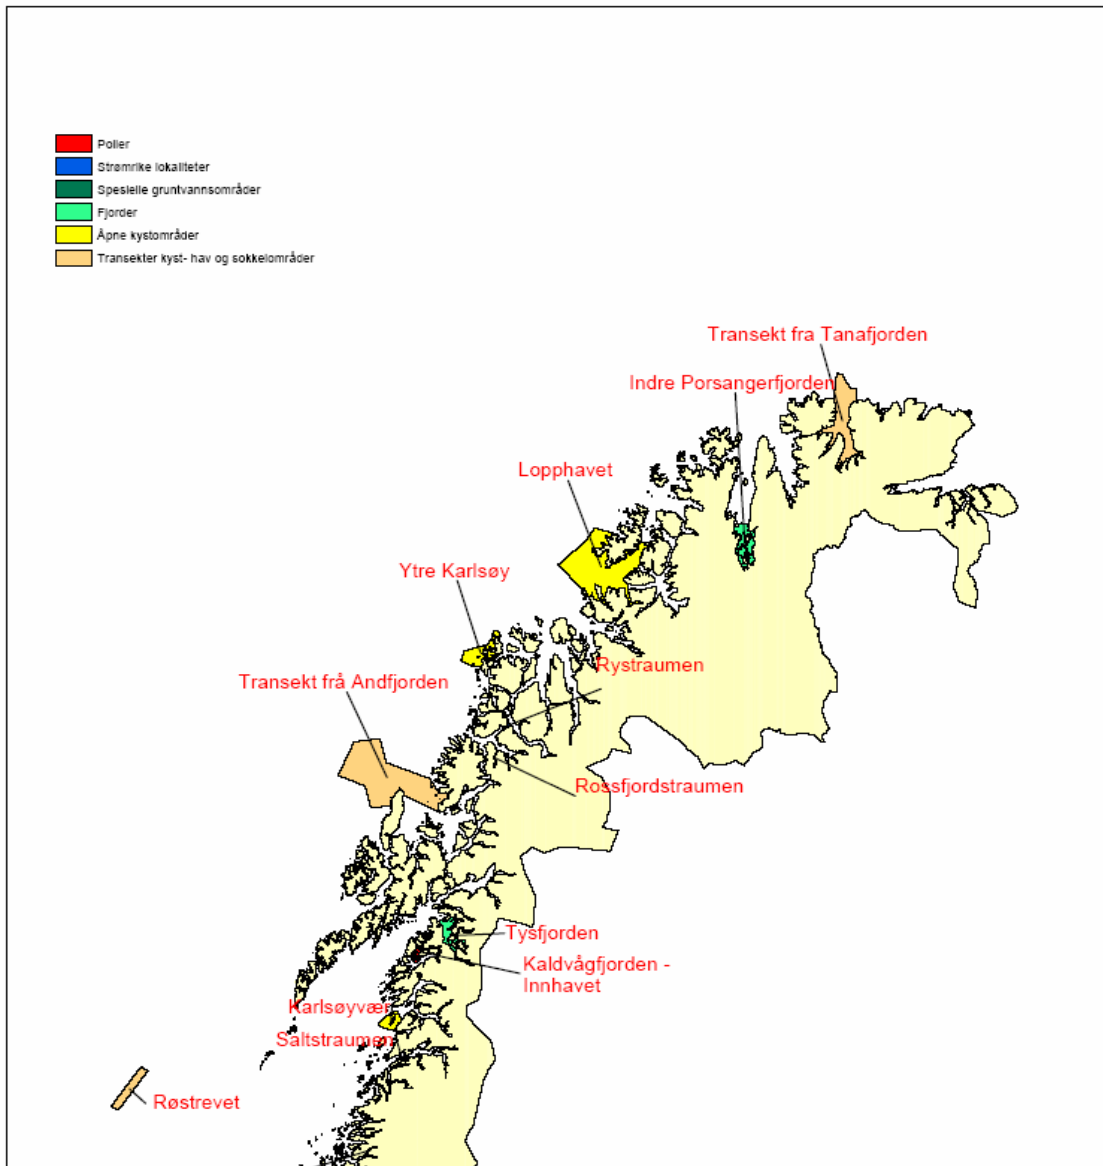 Poller
Strømrike lokaliteter
Spesielle gruntvannsområder
Fjorder
Åpne kystområder
Transekter kyst- hav og sokkelområder
Transekt fra Tanafjorden
Indre Porsangerfjorden
Lopphavet
Ytre Karlsøy
Rystraumen
Transekt frå Andfjorden
Rossfjordstraumen
Tysfjorden
Kaldvågfjorden -
Innhavet
Karlsøyvær
Saltstraumen
Røstrevet